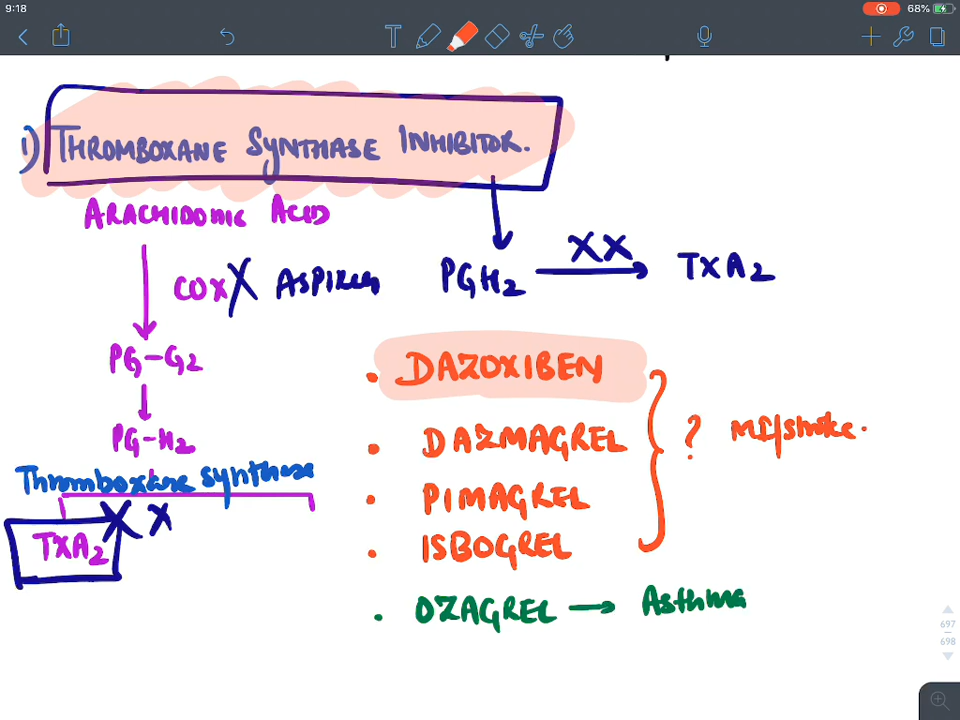 9:18
68%
T
1) THROMBOXANE SYNTHASE INHIBITOR.
ARACHIDONIC ACID
COX X ASPIRIN
PGH2 XX TXA2
PG-G2
PG-H2
Thromboxane synthase
TXA2 X X
• DAZOXIBEN
• DAZMAGREL
• PIMAGREL
• ISBOGREL
? MI/stroke.
• OZAGREL → Asthma
697
698